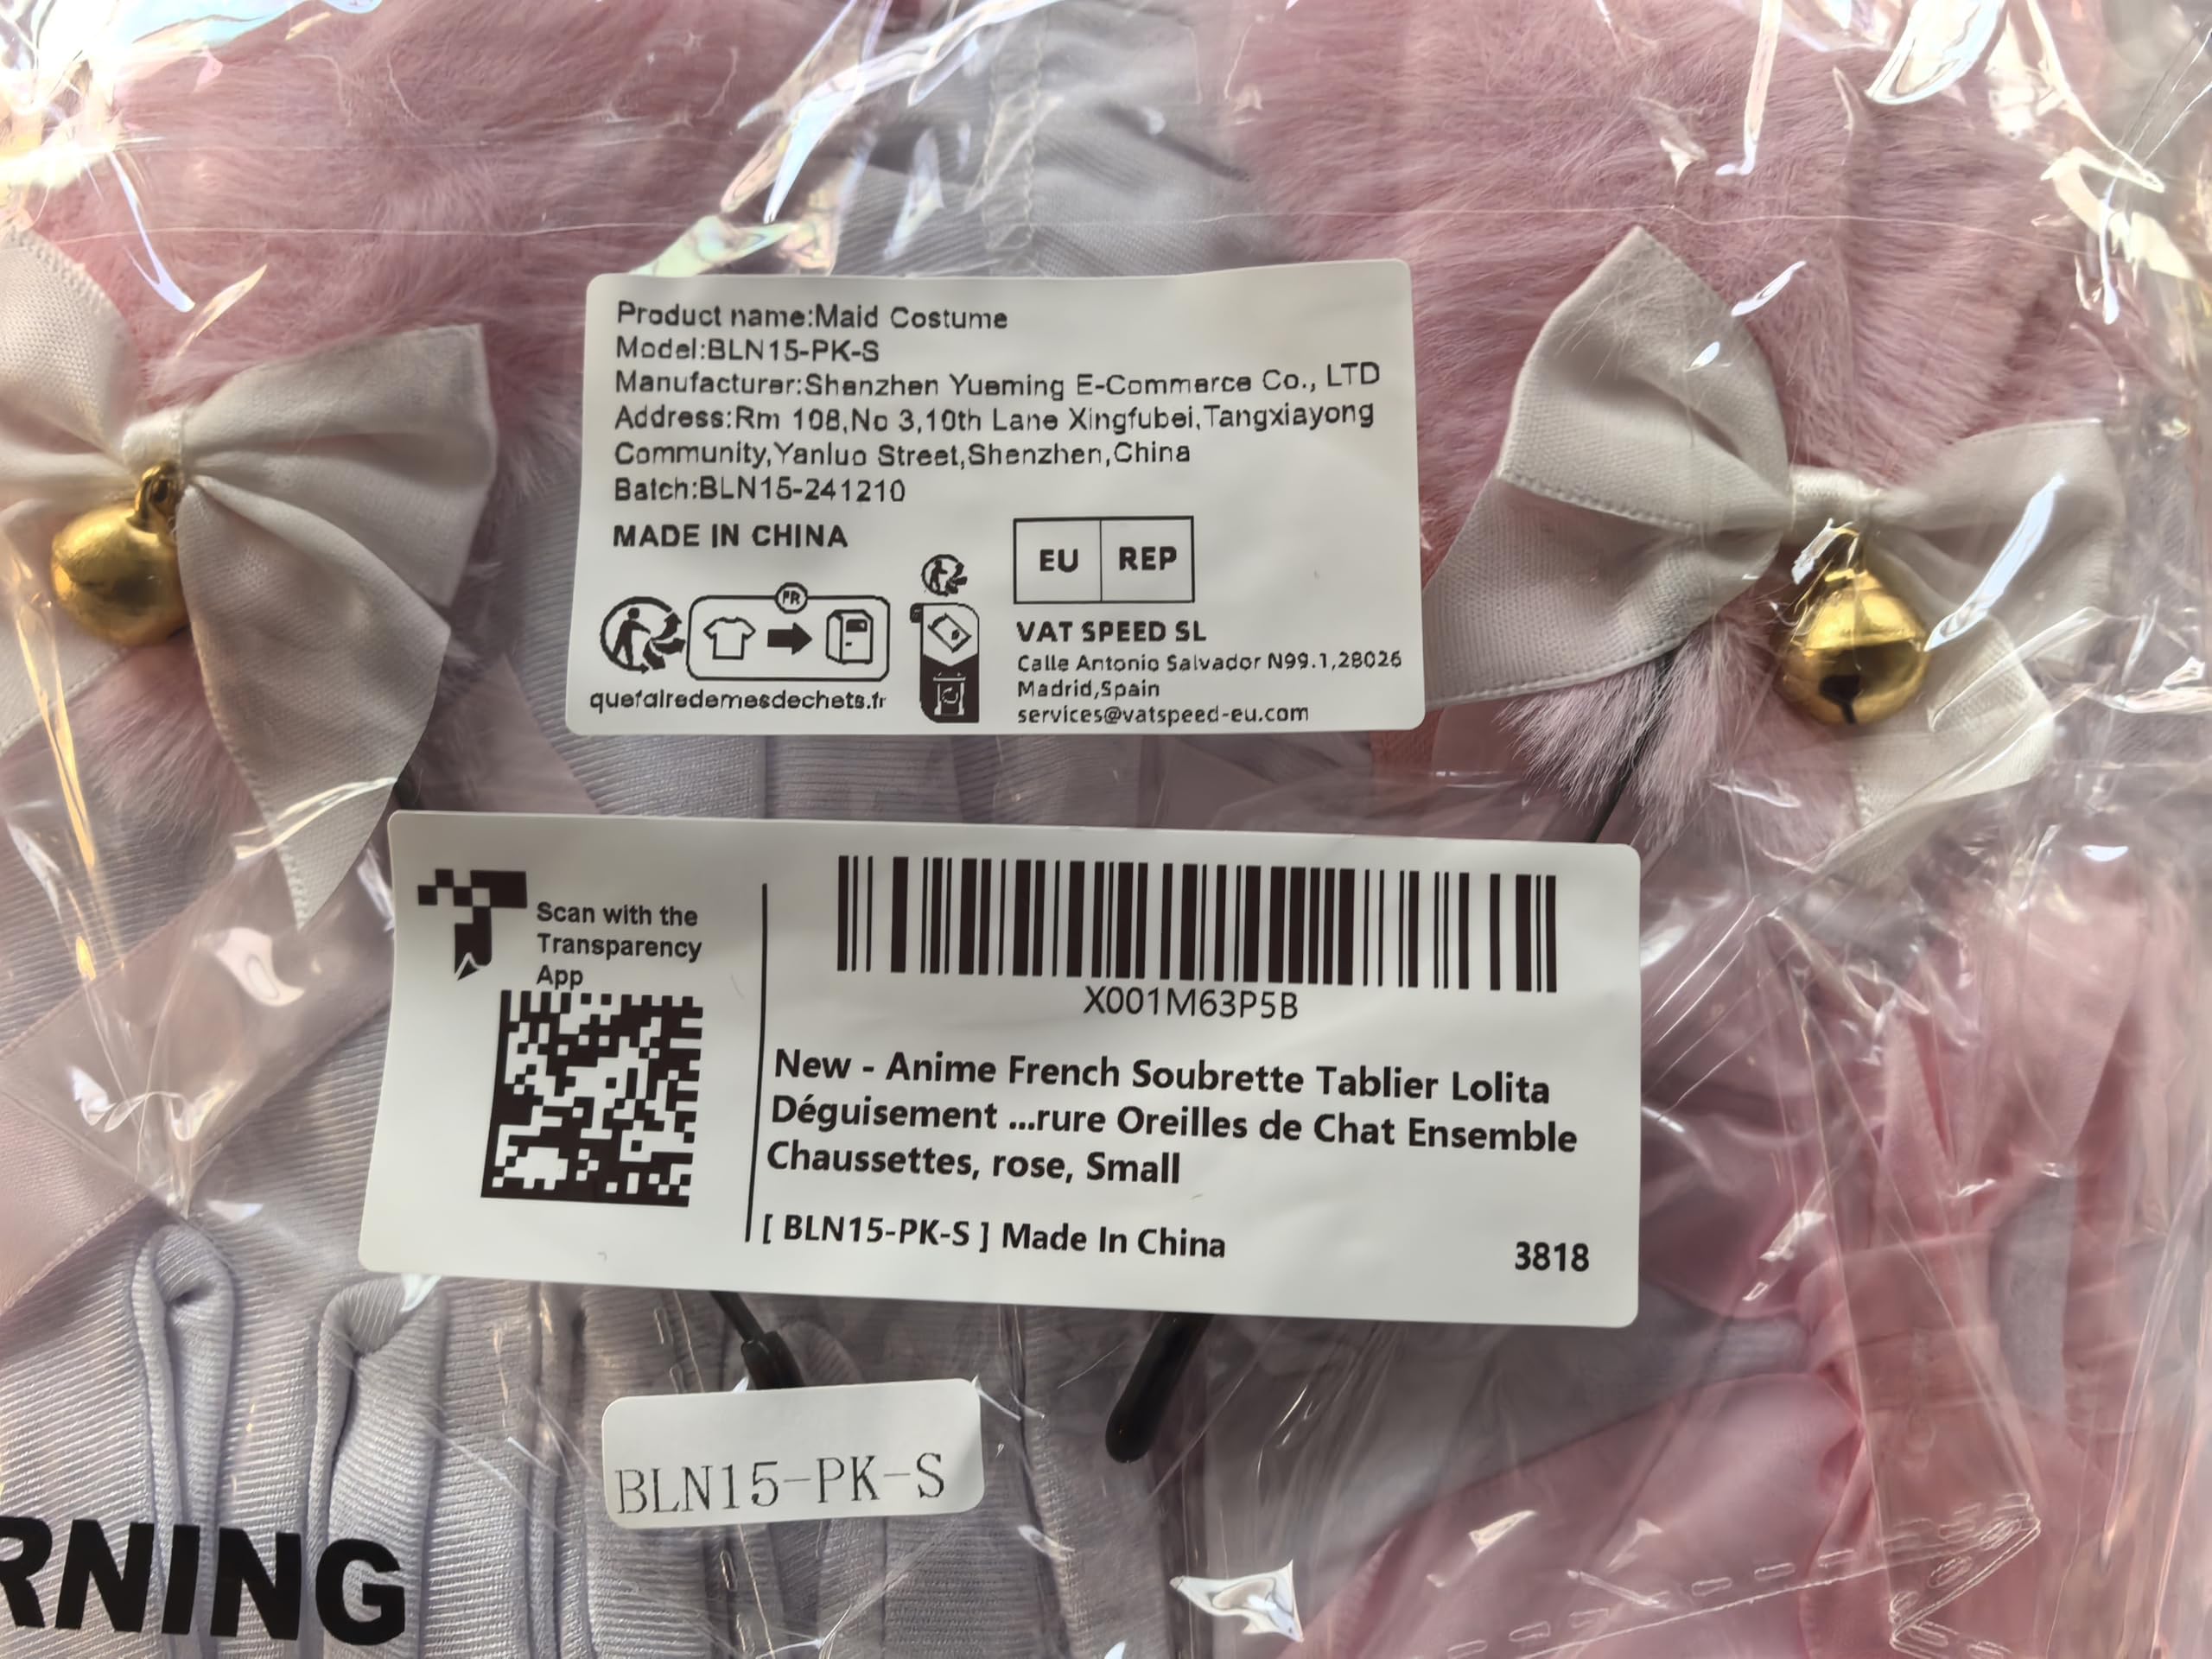 Product name:Maid Costume
Model:BLN15-PK-S
Manufacturer:Shenzhen Yueming E-Commerce Co., LTD
Address:Rm 108,No 3,10th Lane Xingfubei,Tangxiayong
Community,Yanluo Street,Shenzhen,China
Batch:BLN15-241210
MADE IN CHINA
FR
quefairedemesdechets.fr
EU REP
VAT SPEED SL
Calle Antonio Salvador N99.1,28026
Madrid,Spain
services@vatspeed-eu.com
Scan with the
Transparency
App
X001M63P5B
New - Anime French Soubrette Tablier Lolita
Déguisement ...rure Oreilles de Chat Ensemble
Chaussettes, rose, Small
[ BLN15-PK-S ] Made In China
3818
BLN15-PK-S
RNING